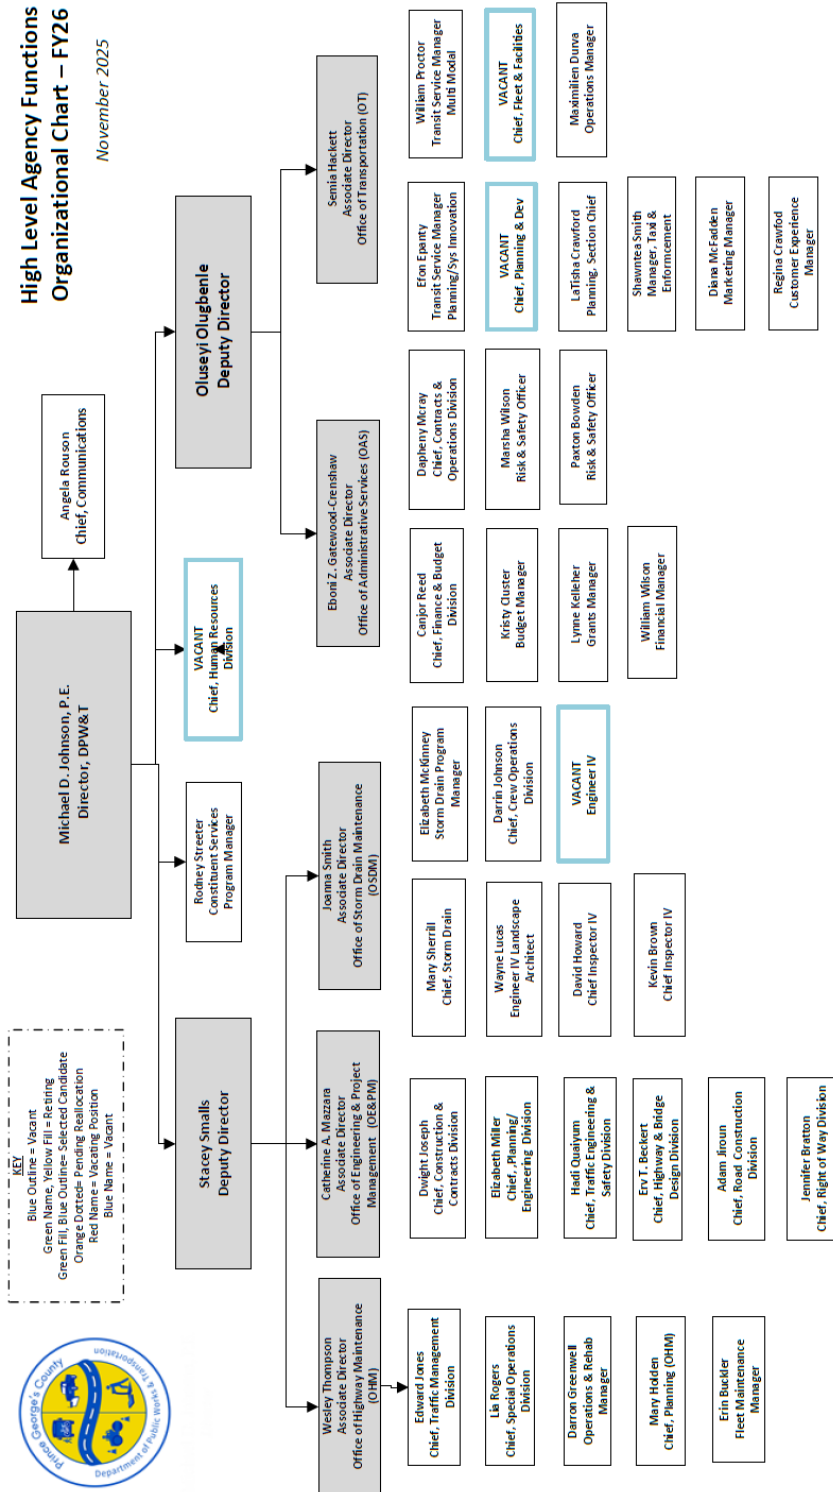 High Level Agency Functions
Organizational Chart – FY26
November 2025
Prince George's County
Department of Public Works & Transportation
KEY
Blue Outline = Vacant
Green Name, Yellow Fill = Retiring
Green Fill, Blue Outline= Selected Candidate
Orange Dotted= Pending Reallocation
Red Name = Vacating Position
Blue Name = Vacant
Michael D. Johnson, P.E.
Director, DPW&T
Angela Rouson
Chief, Communications
Rodney Streeter
Constituent Services
Program Manager
VACANT
Chief, Human Resources
Division
Stacey Smalls
Deputy Director
Oluseyi Olugbenle
Deputy Director
Wesley Thompson
Associate Director
Office of Highway Maintenance
(OHM)
Catherine A. Mazzara
Associate Director
Office of Engineering & Project
Management (OE&PM)
Joanna Smith
Associate Director
Office of Storm Drain Maintenance
(OSDM)
Eboni Z. Gatewood-Crenshaw
Associate Director
Office of Administrative Services (OAS)
Semia Hackett
Associate Director
Office of Transportation (OT)
Edward Jones
Chief, Traffic Management
Division
Lia Rogers
Chief, Special Operations
Division
Darron Greenwell
Operations & Rehab
Manager
Mary Holden
Chief, Planning (OHM)
Erin Buckler
Fleet Maintenance
Manager
Dwight Joseph
Chief, Construction &
Contracts Division
Elizabeth Miller
Chief, ,Planning/
Engineering Division
Hadi Quaiyum
Chief, Traffic Engineering &
Safety Division
Erv T. Beckert
Chief, Highway & Bridge
Design Division
Adam Jiroun
Chief, Road Construction
Division
Jennifer Bratton
Chief, Right of Way Division
Mary Sherrill
Chief, Storm Drain
Wayne Lucas
Engineer IV Landscape
Architect
David Howard
Chief Inspector IV
Kevin Brown
Chief Inspector IV
Elizabeth McKinney
Storm Drain Program
Manager
Darrin Johnson
Chief, Crew Operations
Division
VACANT
Engineer IV
Canjor Reed
Chief, Finance & Budget
Division
Kristy Cluster
Budget Manager
Lynne Kelleher
Grants Manager
William Wilson
Financial Manager
Dapheny Mcray
Chief, Contracts &
Operations Division
Marsha Wilson
Risk & Safety Officer
Paxton Bowden
Risk & Safety Officer
Efon Epanty
Transit Service Manager
Planning/Sys Innovation
VACANT
Chief, Planning & Dev
LaTisha Crawford
Planning, Section Chief
Shawntea Smith
Manager, Taxi &
Enformcement
Diana McFadden
Marketing Manager
Regina Crawfod
Customer Experience
Manager
William Proctor
Transit Service Manager
Multi Modal
VACANT
Chief, Fleet & Facilities
Maximilien Durva
Operations Manager